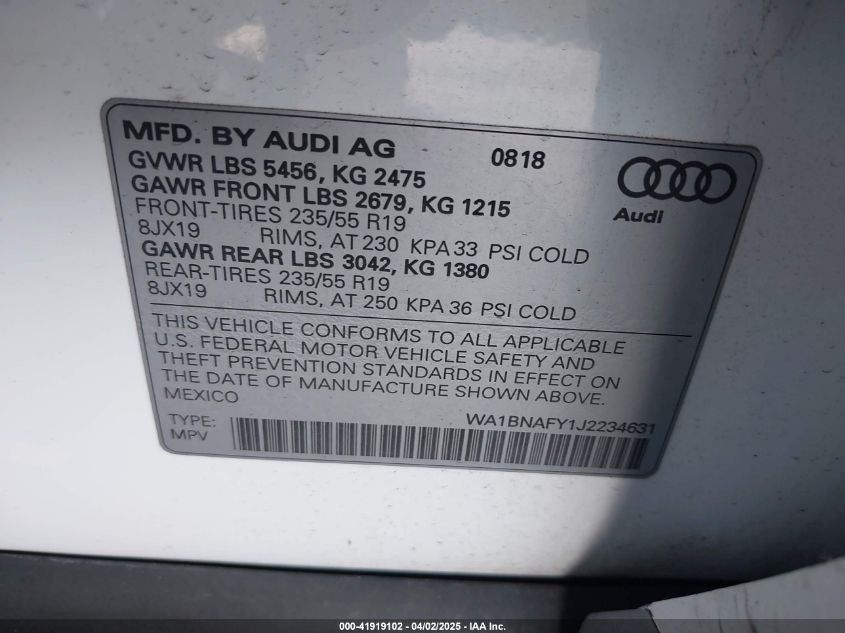 MFD. BY AUDI AG 0818
GVWR LBS 5456, KG 2475
GAWR FRONT LBS 2679, KG 1215
FRONT-TIRES 235/55 R19
8JX19 RIMS, AT 230 KPA 33 PSI COLD
GAWR REAR LBS 3042, KG 1380
REAR-TIRES 235/55 R19
8JX19 RIMS, AT 250 KPA 36 PSI COLD
Audi
THIS VEHICLE CONFORMS TO ALL APPLICABLE
U.S. FEDERAL MOTOR VEHICLE SAFETY AND
THEFT PREVENTION STANDARDS IN EFFECT ON
THE DATE OF MANUFACTURE SHOWN ABOVE.
MEXICO
TYPE: WA1BNAFY1J2234631
MPV
000-41919102 - 04/02/2025 - IAA Inc.